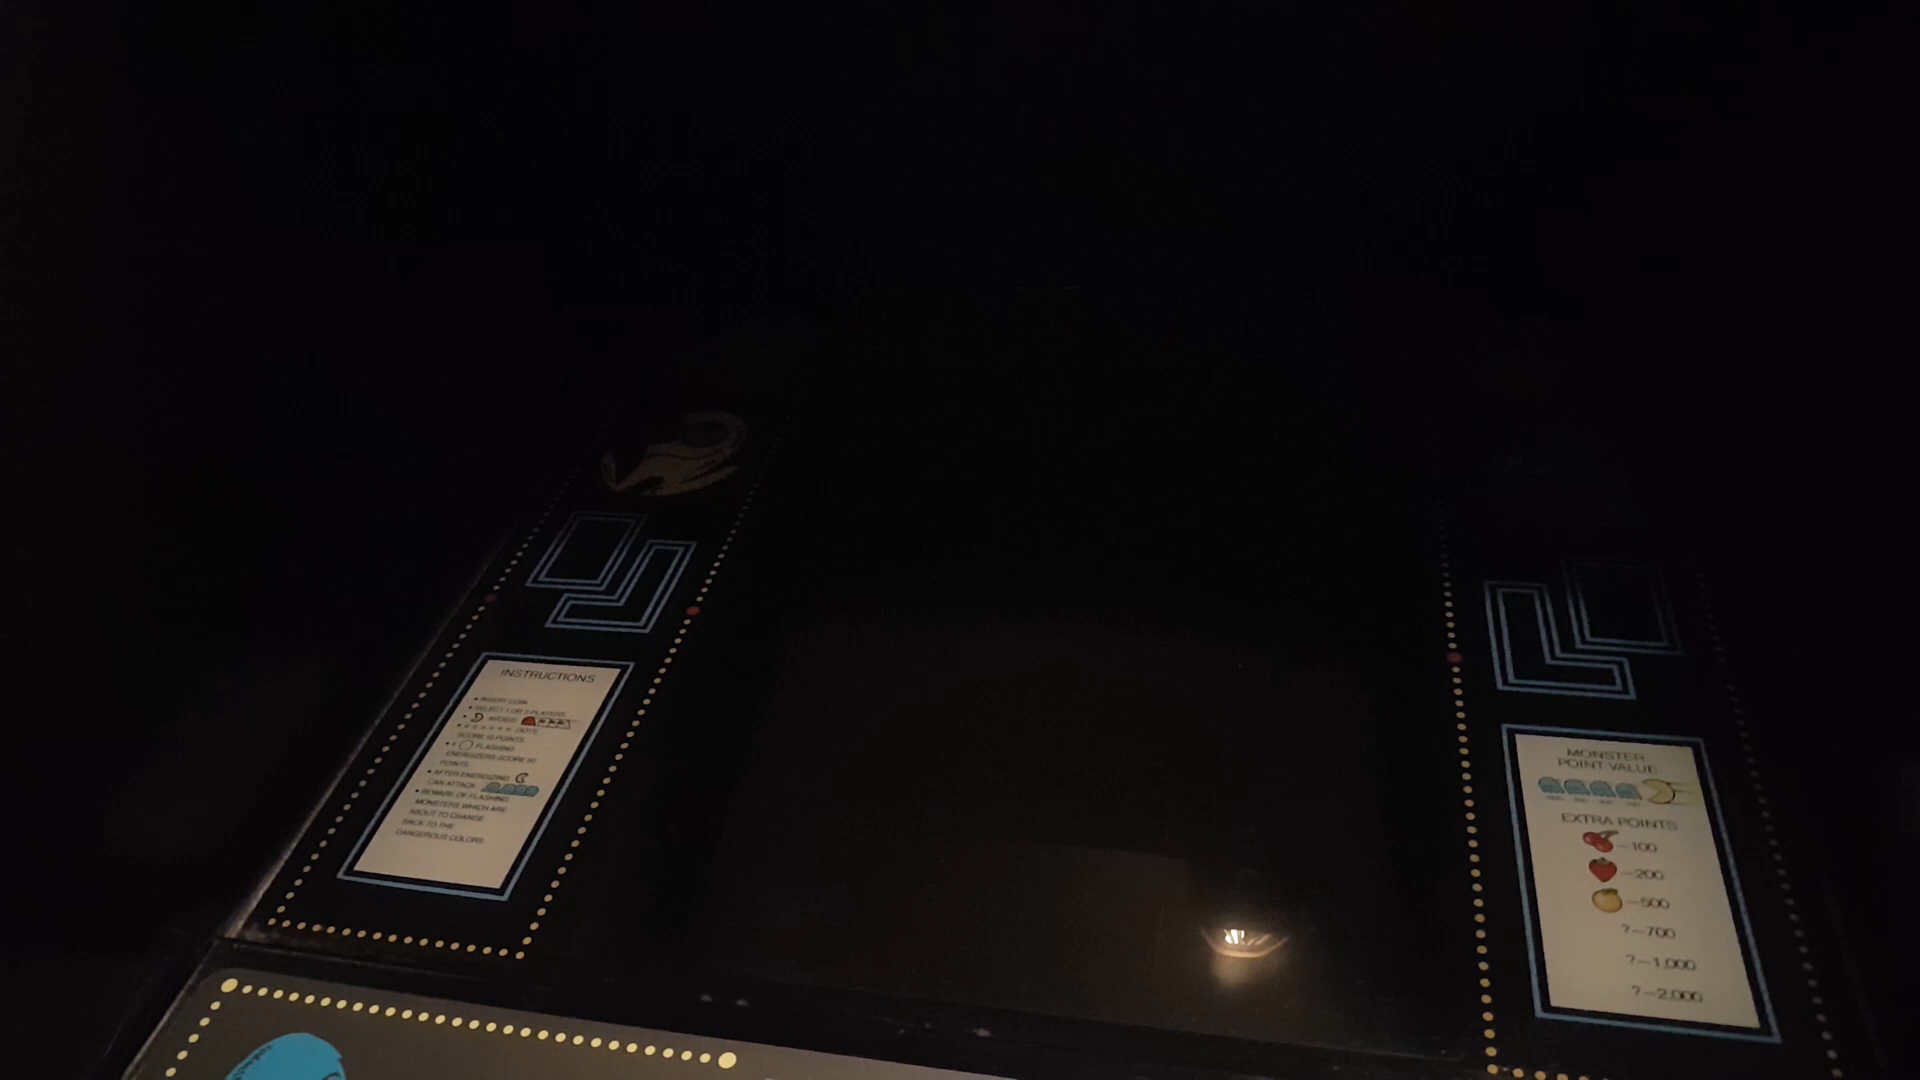 INSTRUCTIONS
• INSERT COIN
• SELECT 1 OR 2 PLAYERS
• AVOIDS
DOTS
SCORE 10 POINTS
• FLASHING
ENERGIZERS SCORE 50
POINTS
• AFTER ENERGIZING
CAN ATTACK
• BEWARE OF FLASHING
MONSTERS WHICH ARE
ABOUT TO CHANGE
BACK TO THE
DANGEROUS COLORS.
MONSTER
POINT VALUE
EXTRA POINTS
—100
—200
—500
?—700
?—1,000
?—2,000